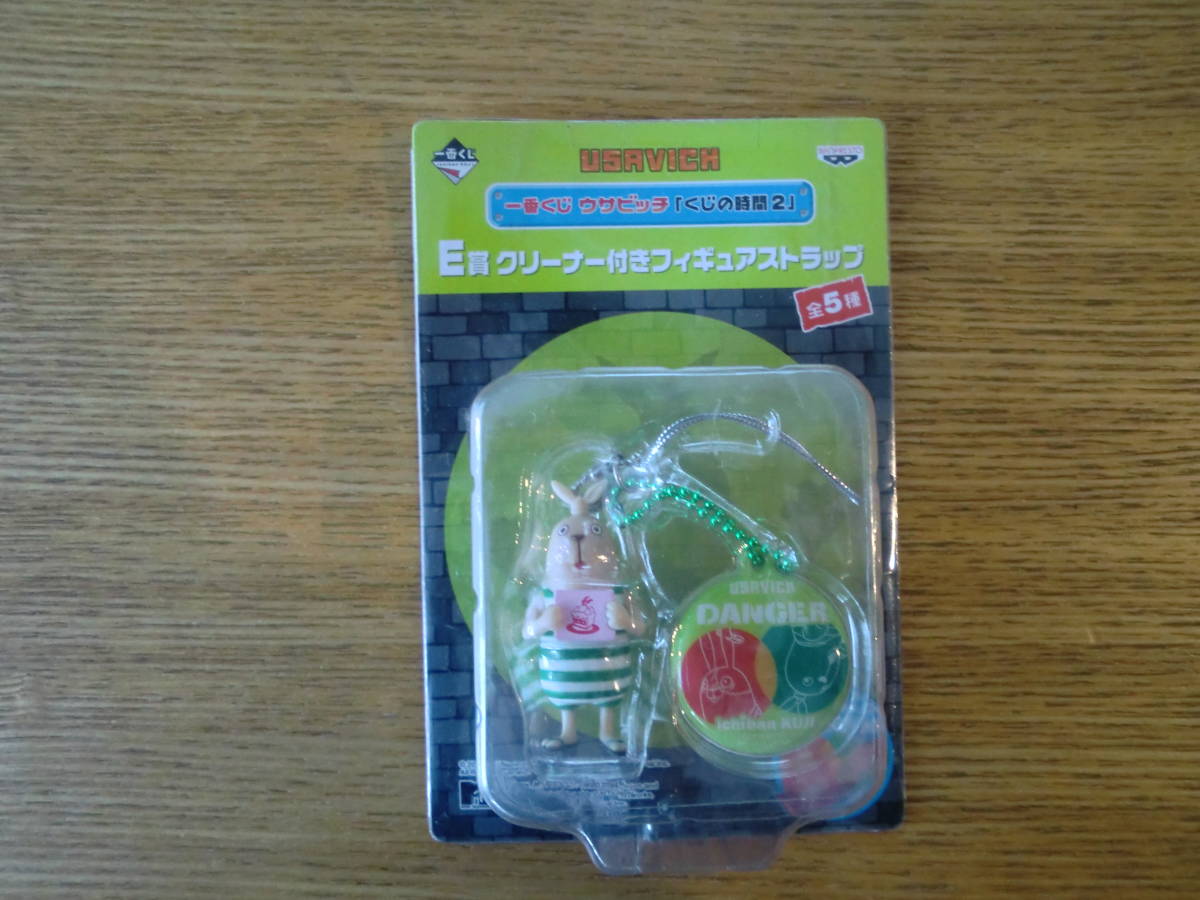 一番くじ
USAVICH
BANPRESTO
一番くじ ウサビッチ「くじの時間2」
E賞 クリーナー付きフィギュアストラップ
全5種
USAVICH
DANGER
Ichiban KUJI